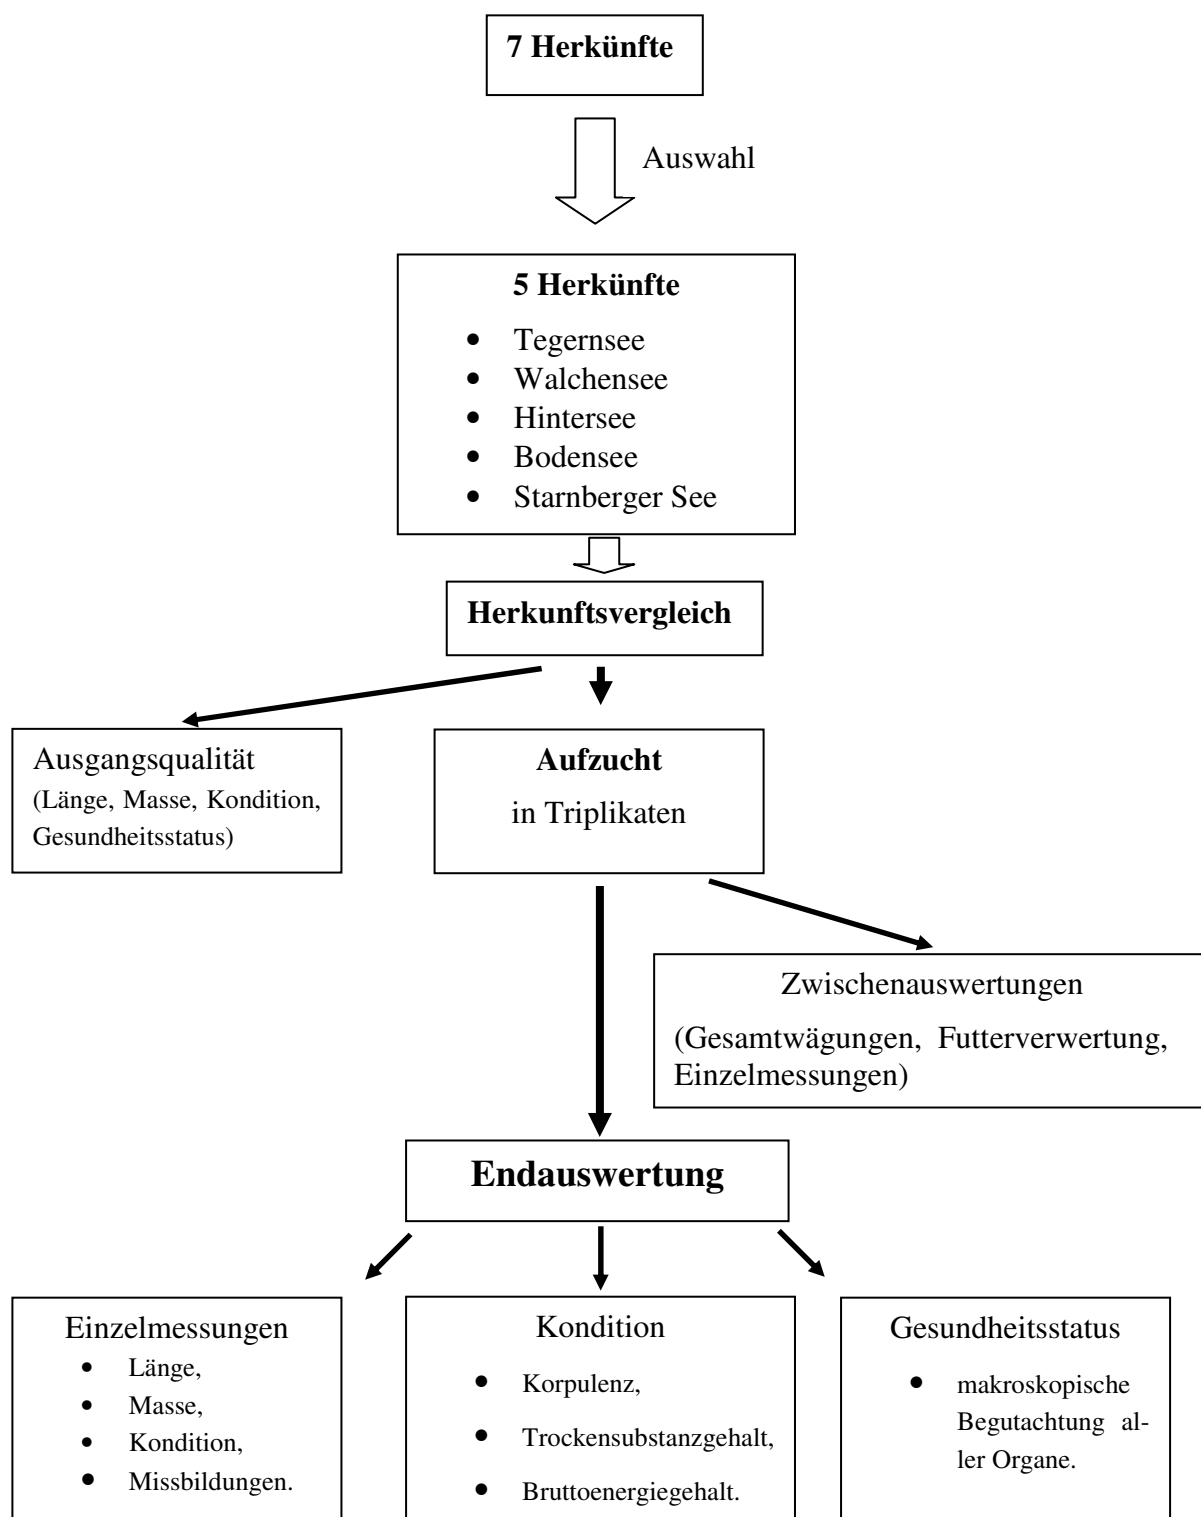 7 Herkünfte
Auswahl
5 Herkünfte
• Tegernsee
• Walchensee
• Hintersee
• Bodensee
• Starnberger See
Herkunftsvergleich
Ausgangsqualität
(Länge, Masse, Kondition,
Gesundheitsstatus)
Aufzucht
in Triplikaten
Zwischenauswertungen
(Gesamtwägungen, Futterverwertung,
Einzelmessungen)
Endauswertung
Einzelmessungen
• Länge,
• Masse,
• Kondition,
• Missbildungen.
Kondition
• Korpulenz,
• Trockensubstanzgehalt,
• Bruttoenergiegehalt.
Gesundheitsstatus
• makroskopische
Begutachtung al-
ler Organe.